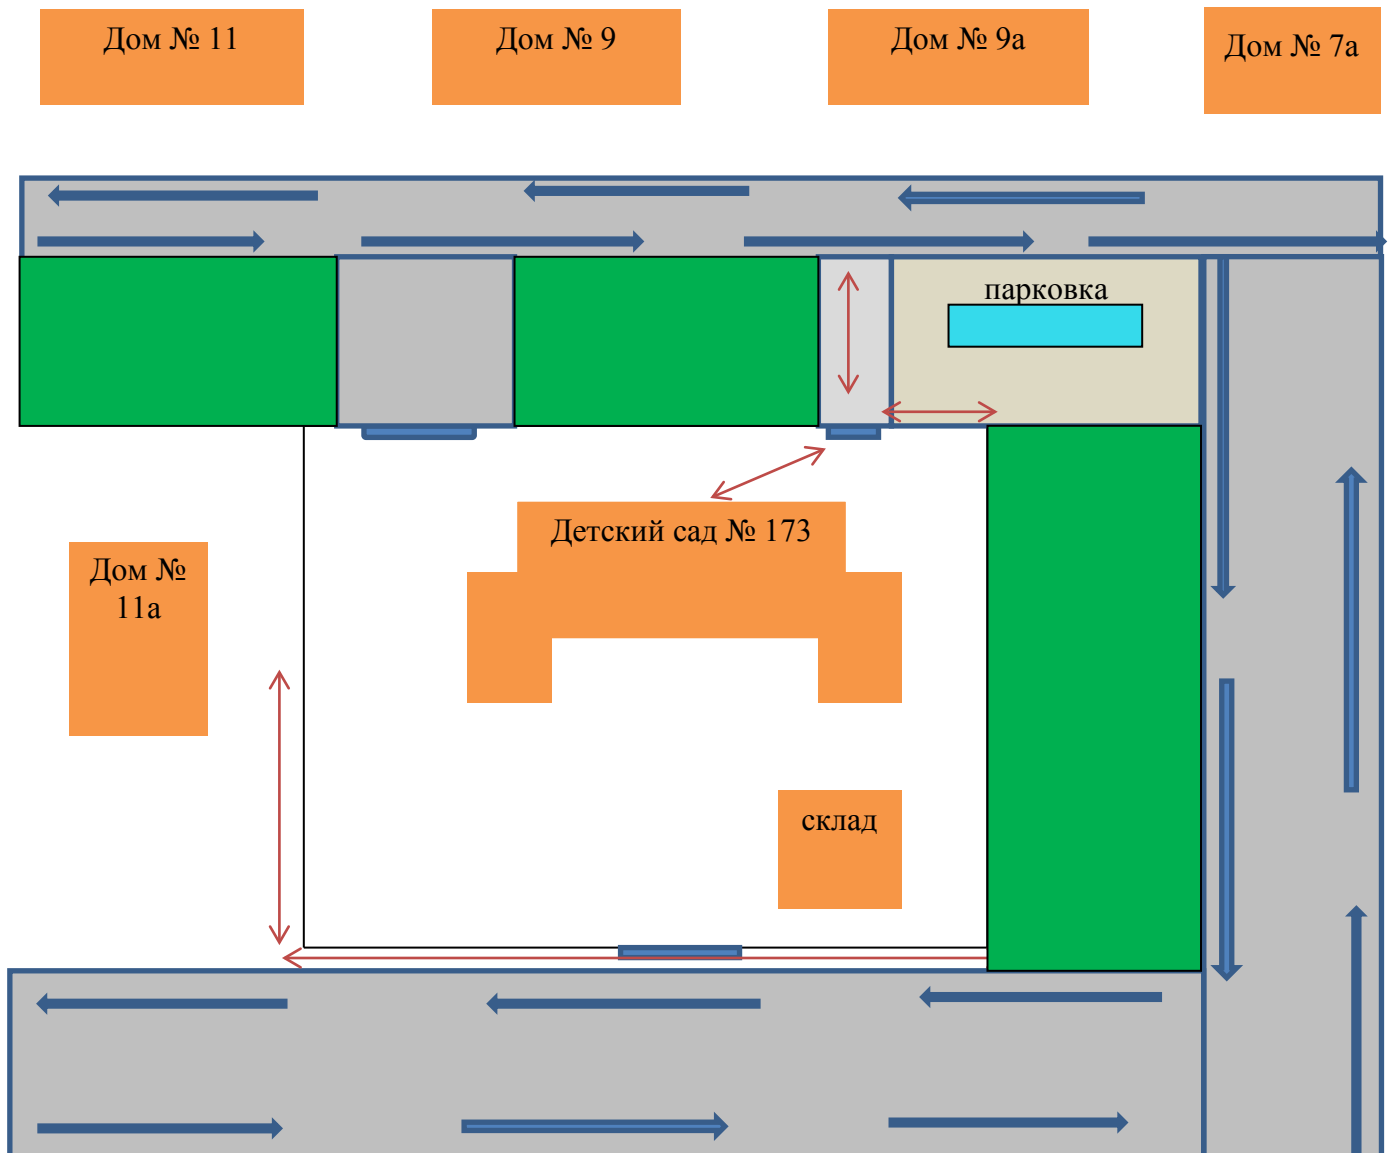 Дом № 11
Дом № 9
Дом № 9а
Дом № 7а
парковка
Детский сад № 173
Дом №
11а
склад